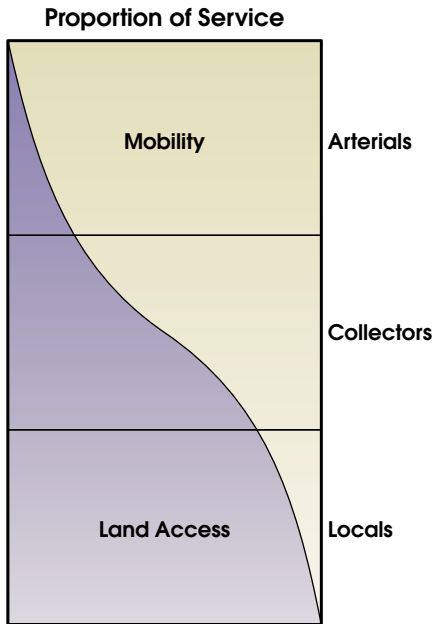 Proportion of Service
Mobility
Arterials
Collectors
Land Access
Locals